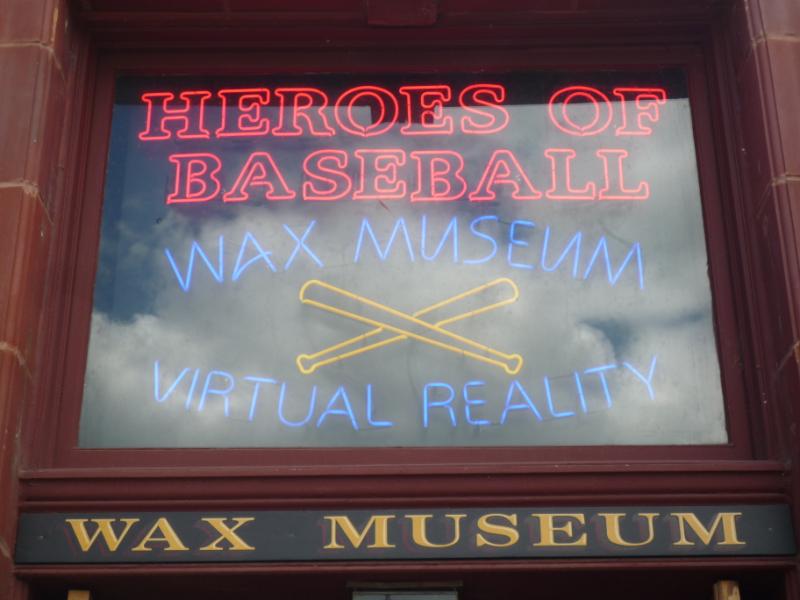 HEROES OF
BASEBALL
WAX MUSEUM
VIRTUAL REALITY
WAX MUSEUM